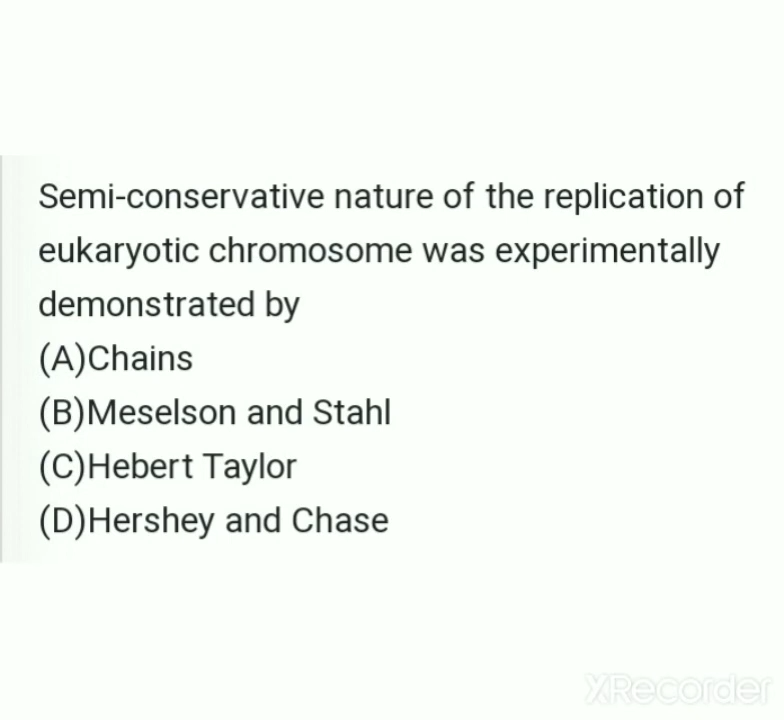 Semi-conservative nature of the replication of
eukaryotic chromosome was experimentally
demonstrated by
(A)Chains
(B)Meselson and Stahl
(C)Hebert Taylor
(D)Hershey and Chase
XRecorder